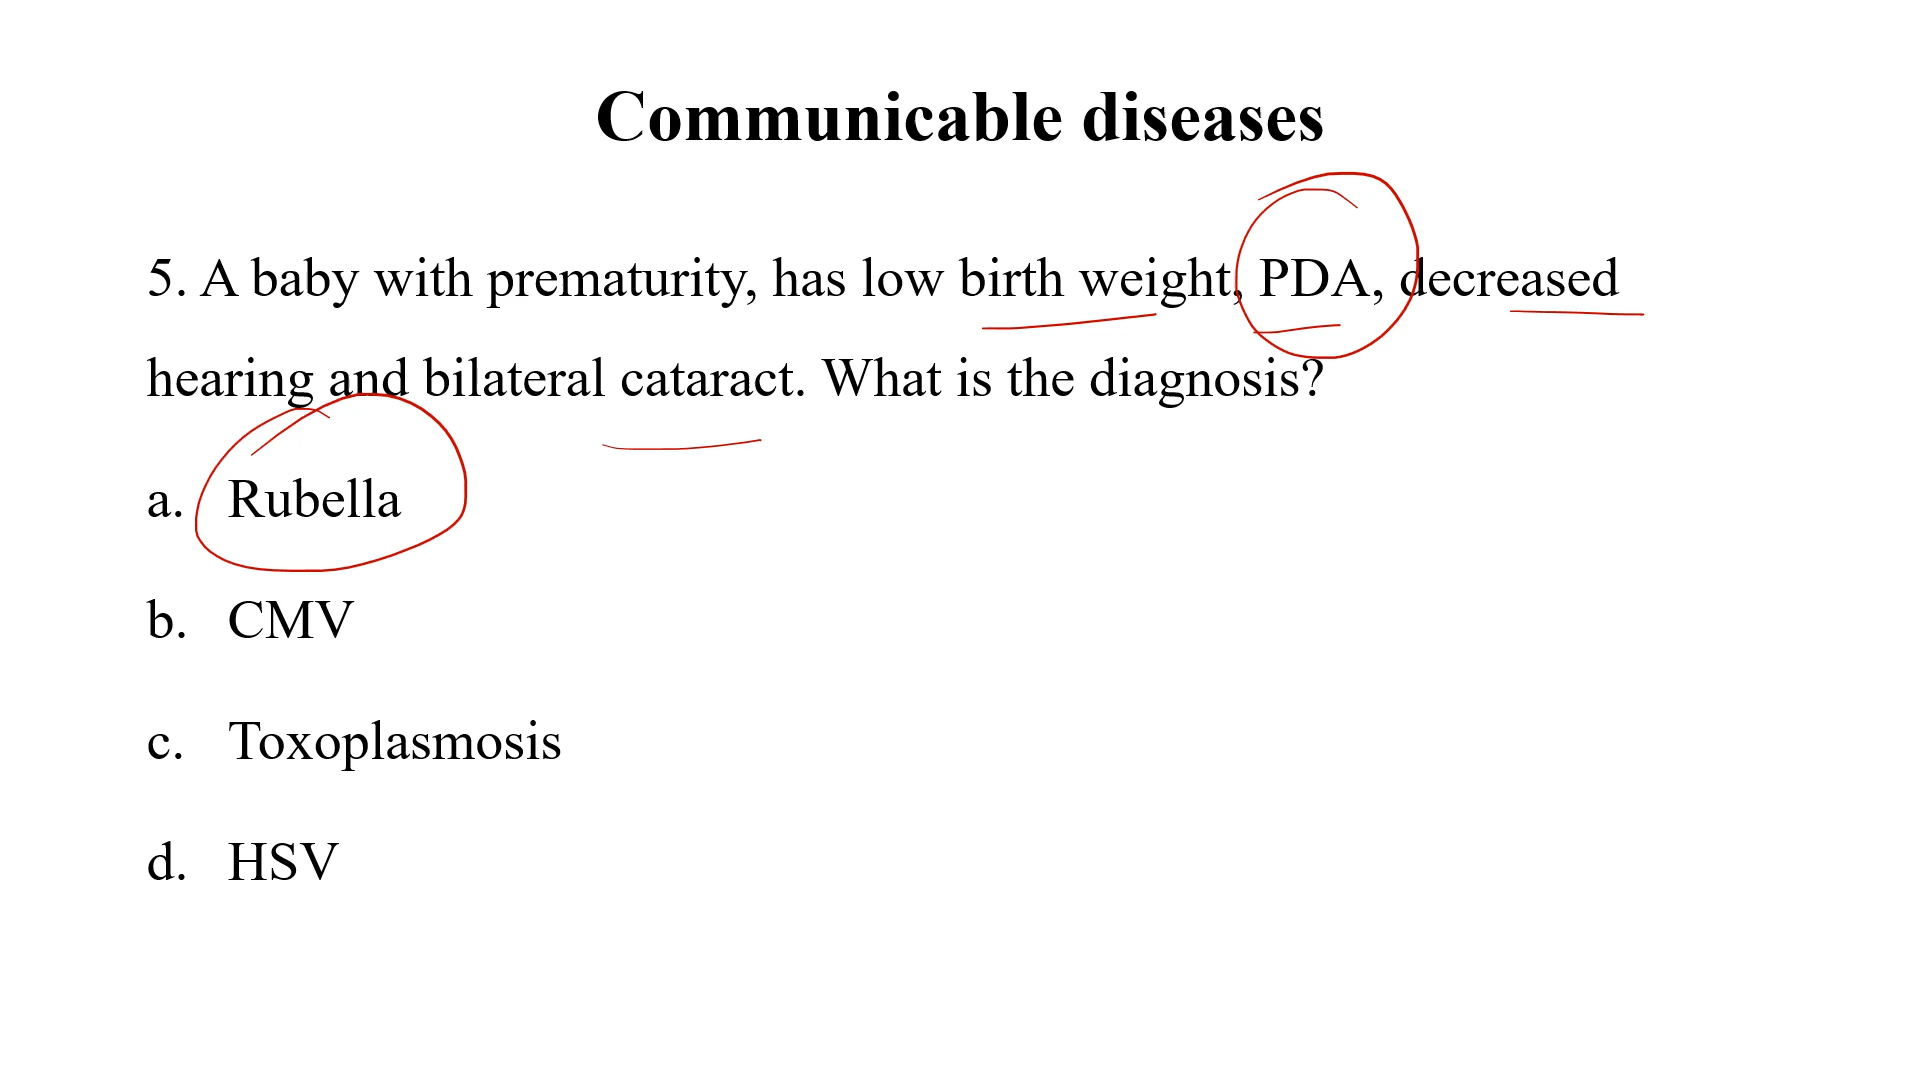 Communicable diseases
5. A baby with prematurity, has low birth weight, PDA, decreased
hearing and bilateral cataract. What is the diagnosis?
a. Rubella
b. CMV
c. Toxoplasmosis
d. HSV